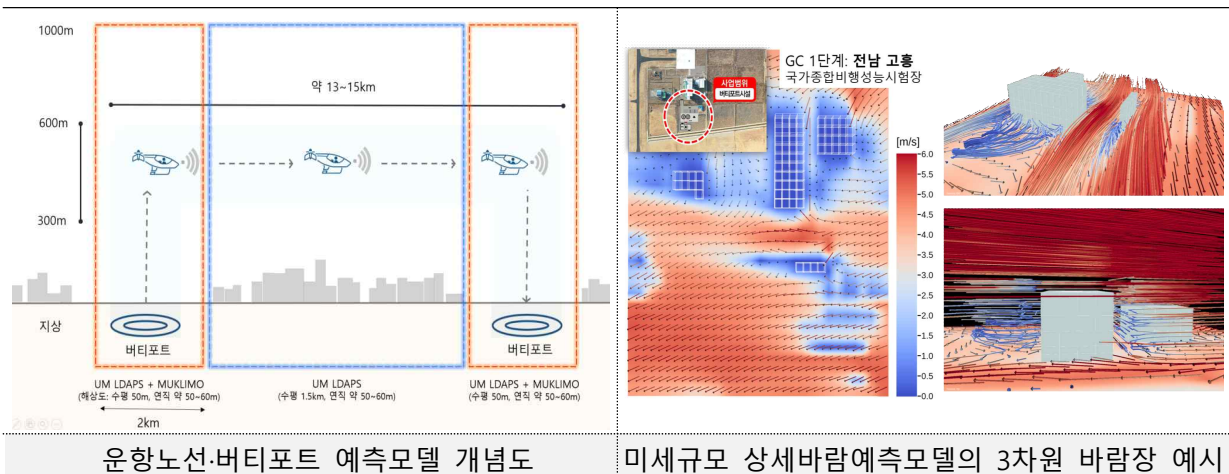 1000m
약 13~15km
600m
300m
지상
버티포트
버티포트
UM LDAPS + MUKLIMO
(해상도: 수평 50m, 연직 약 50~60m)
2km
UM LDAPS
(수평 1.5km, 연직 약 50~60m)
UM LDAPS + MUKLIMO
(수평 50m, 연직 약 50~60m)
운항노선·버티포트 예측모델 개념도
GC 1단계: 전남 고흥
국가종합비행성능시험장
사업범위
버티포트시설
[m/s]
6.0
5.5
5.0
4.5
4.0
3.5
3.0
2.5
2.0
1.5
1.0
0.5
0.0
미세규모 상세바람예측모델의 3차원 바람장 예시